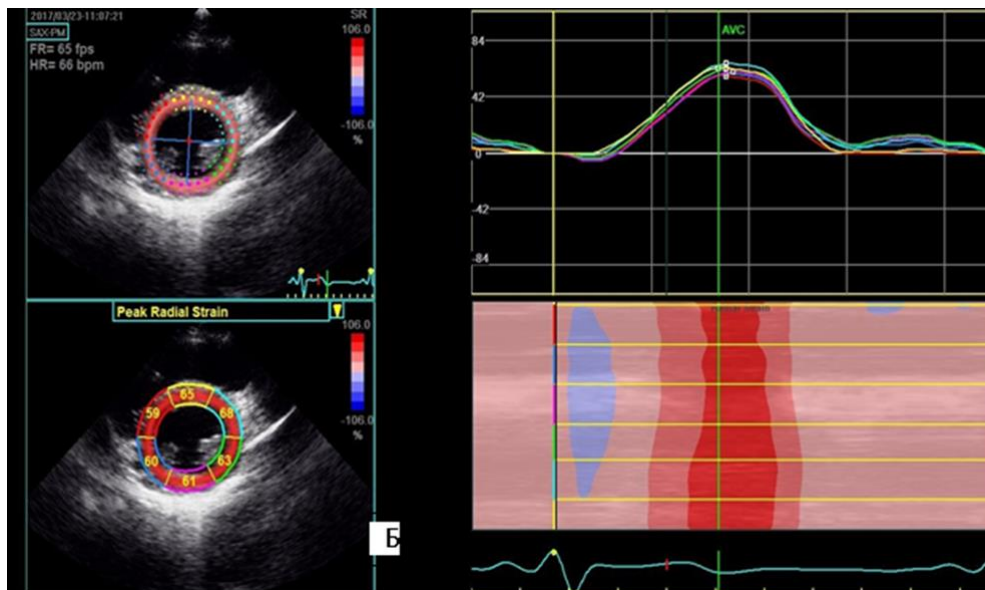 2017/03/23-11:07:21
SAX-PM
FR= 65 fps
HR= 66 bpm
SR
106.0
-106.0
%
Peak Radial Strain
106.0
-106.0
%
65
59
68
60
63
61
Б
AVC
84
42
0
-42
-84